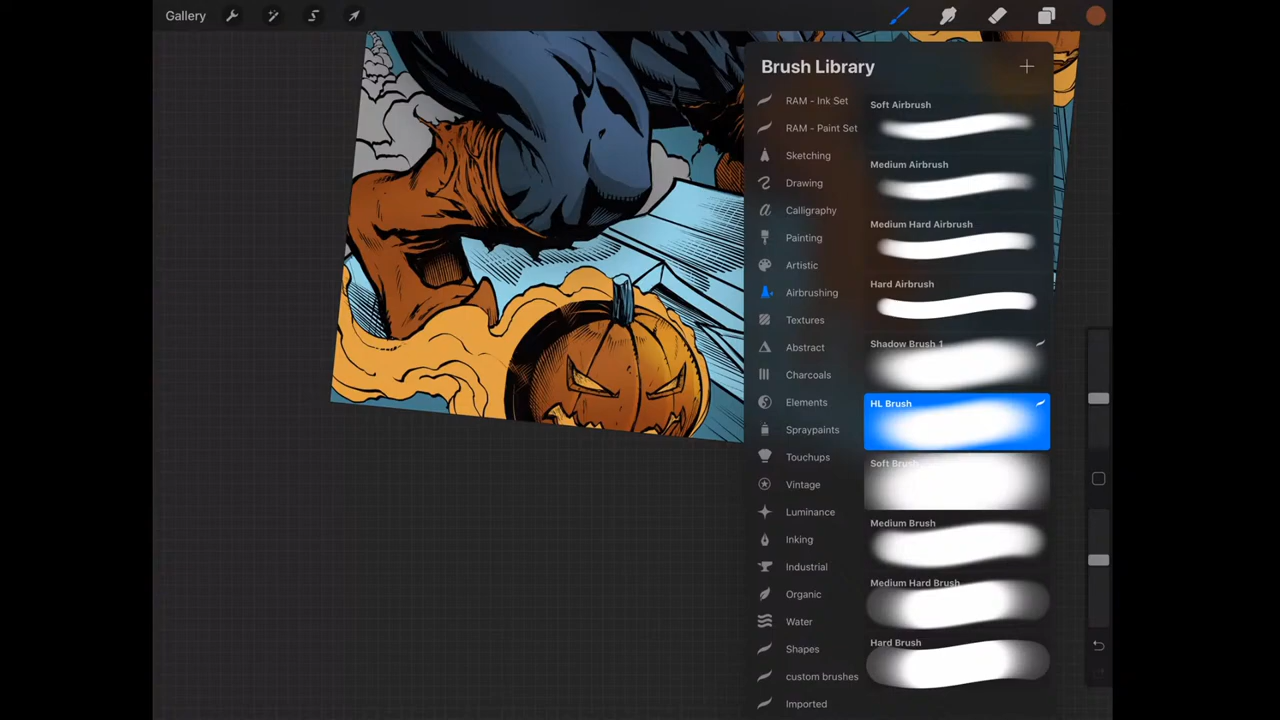 Gallery
Brush Library
RAM - Ink Set
RAM - Paint Set
Sketching
Drawing
Calligraphy
Painting
Artistic
Airbrushing
Textures
Abstract
Charcoals
Elements
Spraypaints
Touchups
Vintage
Luminance
Inking
Industrial
Organic
Water
Shapes
custom brushes
Imported
Soft Airbrush
Medium Airbrush
Medium Hard Airbrush
Hard Airbrush
Shadow Brush 1
HL Brush
Soft Brush
Medium Brush
Medium Hard Brush
Hard Brush